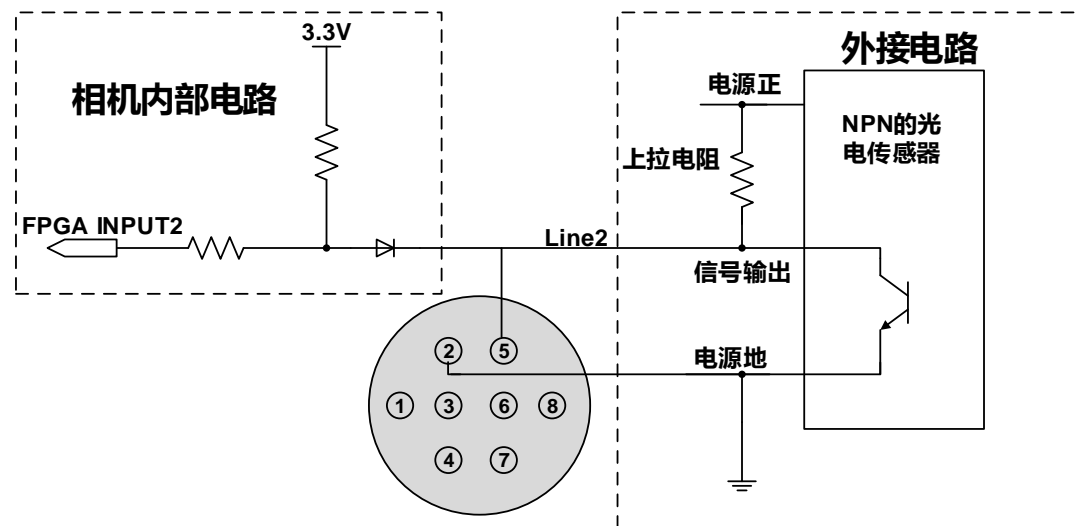 3.3V
相机内部电路
FPGA INPUT2
外接电路
电源正
NPN的光
电传感器
上拉电阻
Line2
信号输出
电源地
2
5
1
3
6
8
4
7